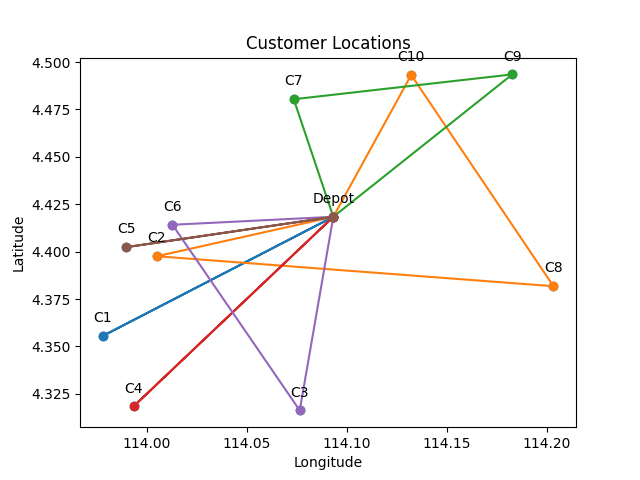 Customer Locations
C10
C9
C7
Depot
C6
C5
C2
C8
C1
C4
C3
4.500
4.475
4.450
4.425
4.400
4.375
4.350
4.325
Latitude
114.00
114.05
114.10
114.15
114.20
Longitude